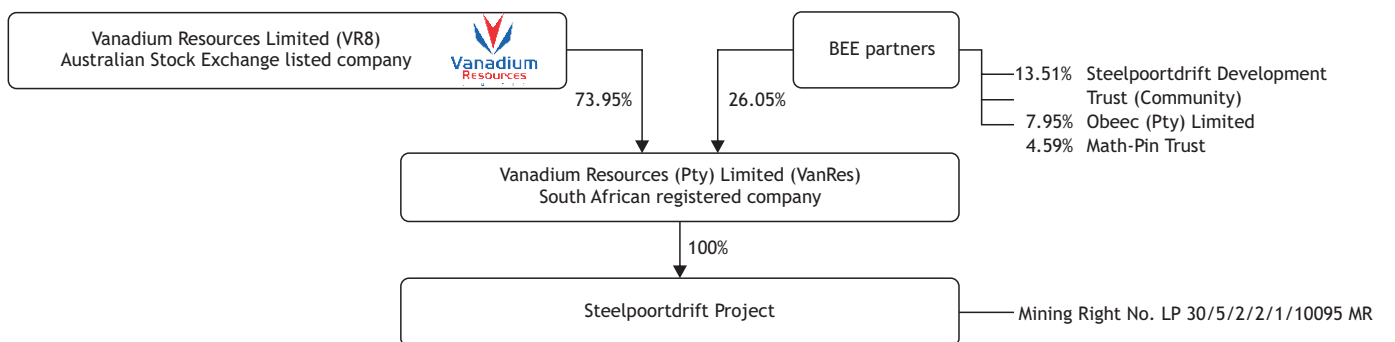 Vanadium Resources Limited (VR8)
Australian Stock Exchange listed company
Vanadium
Resources
BEE partners
73.95%
26.05%
13.51% Steelpoortdrift Development
Trust (Community)
7.95% Obeec (Pty) Limited
4.59% Math-Pin Trust
Vanadium Resources (Pty) Limited (VanRes)
South African registered company
100%
Steelpoortdrift Project
Mining Right No. LP 30/5/2/2/1/10095 MR